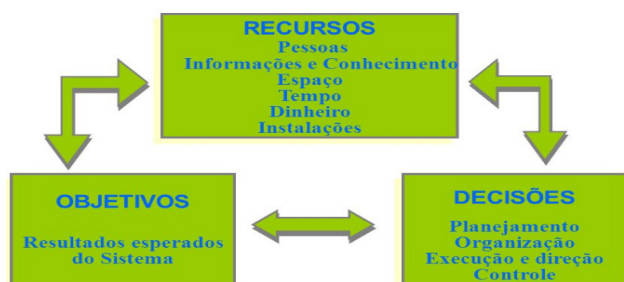 RECURSOS
Pessoas
Informações e Conhecimento
Espaço
Tempo
Dinheiro
Instalações
OBJETIVOS
Resultados esperados
do Sistema
DECISÕES
Planejamento
Organização
Execução e direção
Controle